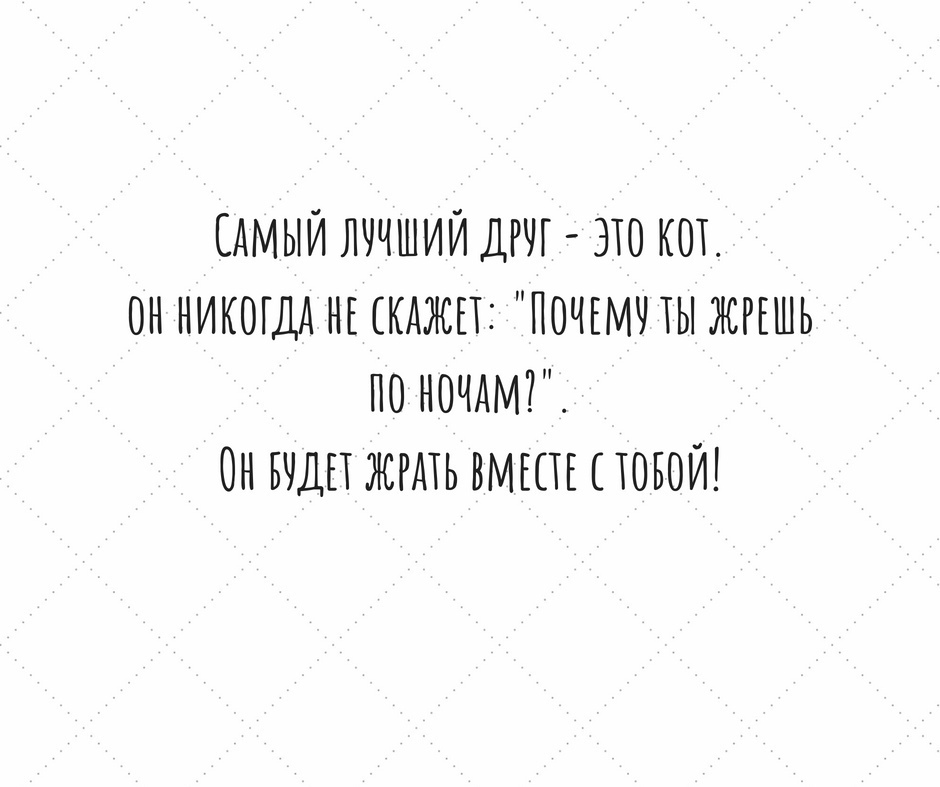 Самый лучший друг - это кот.
он никогда не скажет: "Почему ты жрешь
по ночам?".
Он будет жрать вместе с тобой!